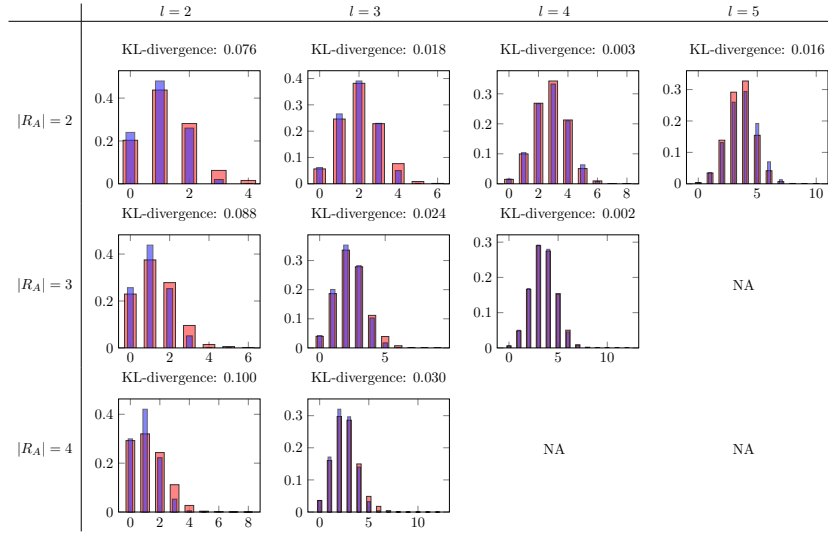 l = 2 l = 3 l = 4 l = 5
|R_A| = 2
KL-divergence: 0.076
0 0.2 0.4
0 2 4
KL-divergence: 0.018
0 0.1 0.2 0.3 0.4
0 2 4 6
KL-divergence: 0.003
0 0.1 0.2 0.3
0 2 4 6 8
KL-divergence: 0.016
0 0.1 0.2 0.3
0 5 10
|R_A| = 3
KL-divergence: 0.088
0 0.2 0.4
0 2 4 6
KL-divergence: 0.024
0 0.1 0.2 0.3 0.4
0 5
KL-divergence: 0.002
0 0.1 0.2 0.3
0 5 10
NA
|R_A| = 4
KL-divergence: 0.100
0 0.2 0.4
0 2 4 6 8
KL-divergence: 0.030
0 0.1 0.2 0.3
0 5 10
NA
NA